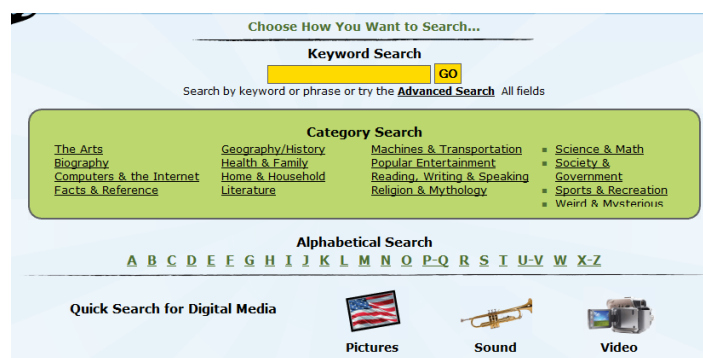 Choose How You Want to Search...
Keyword Search
GO
Search by keyword or phrase or try the Advanced Search All fields
Category Search
The Arts Geography/History Machines & Transportation Science & Math
Biography Health & Family Popular Entertainment Society &
Computers & the Internet Home & Household Reading, Writing & Speaking Government
Facts & Reference Literature Religion & Mythology Sports & Recreation
Weird & Mysterious
Alphabetical Search
A B C D E F G H I J K L M N O P-Q R S T U-V W X-Z
Quick Search for Digital Media
Pictures Sound Video